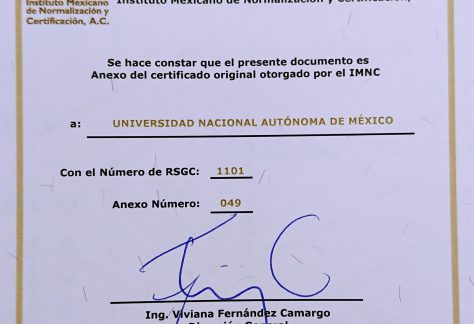 Instituto Mexicano
de Normalización y
Certificación, A.C.
Instituto Mexicano de Normalización y Certificación,
Se hace constar que el presente documento es
Anexo del certificado original otorgado por el IMNC
a: UNIVERSIDAD NACIONAL AUTÓNOMA DE MÉXICO
Con el Número de RSGC: 1101
Anexo Número: 049
Ing. Viviana Fernández Camargo
Dirección General